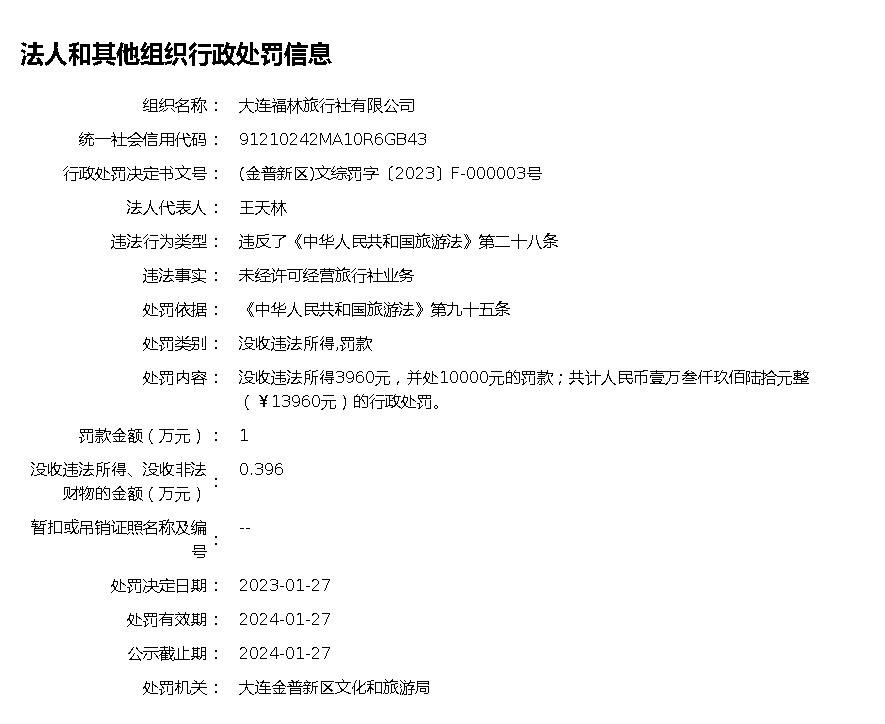 法人和其他组织行政处罚信息
组织名称： 大连福林旅行社有限公司
统一社会信用代码： 91210242MA10R6GB43
行政处罚决定书文号： (金普新区)文综罚字〔2023〕F-000003号
法人代表人： 王天林
违法行为类型： 违反了《中华人民共和国旅游法》第二十八条
违法事实： 未经许可经营旅行社业务
处罚依据： 《中华人民共和国旅游法》第九十五条
处罚类别： 没收违法所得,罚款
处罚内容： 没收违法所得3960元，并处10000元的罚款；共计人民币壹万叁仟玖佰陆拾元整
（￥13960元）的行政处罚。
罚款金额（万元）： 1
没收违法所得、没收非法 0.396
财物的金额（万元）：
暂扣或吊销证照名称及编 --
号：
处罚决定日期： 2023-01-27
处罚有效期： 2024-01-27
公示截止期： 2024-01-27
处罚机关： 大连金普新区文化和旅游局